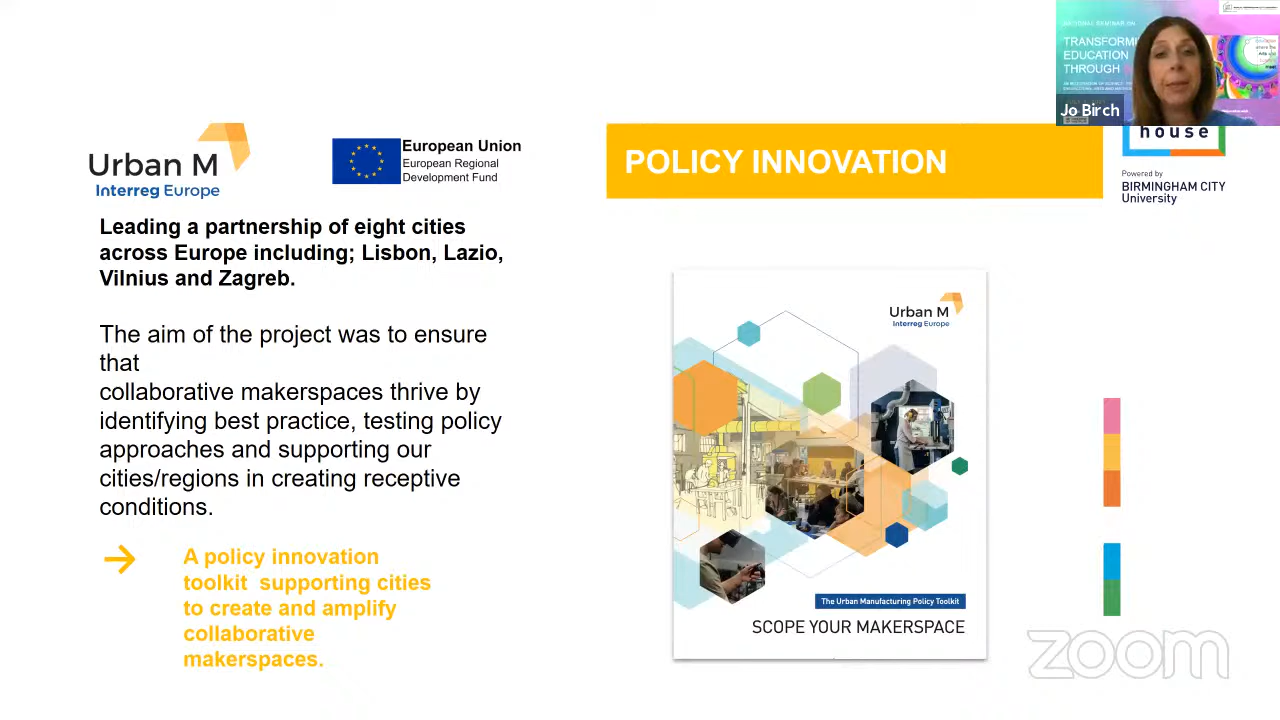 NATIONAL SEMINAR ON
TRANSFORMI
EDUCATION
THROUGH
Jo Birch
house
Powered by
BIRMINGHAM CITY
University
Urban M
Interreg Europe
European Union
European Regional
Development Fund
POLICY INNOVATION
Leading a partnership of eight cities
across Europe including; Lisbon, Lazio,
Vilnius and Zagreb.
The aim of the project was to ensure
that
collaborative makerspaces thrive by
identifying best practice, testing policy
approaches and supporting our
cities/regions in creating receptive
conditions.
A policy innovation
toolkit supporting cities
to create and amplify
collaborative
makerspaces.
Urban M
Interreg Europe
The Urban Manufacturing Policy Toolkit
SCOPE YOUR MAKERSPACE
zoom